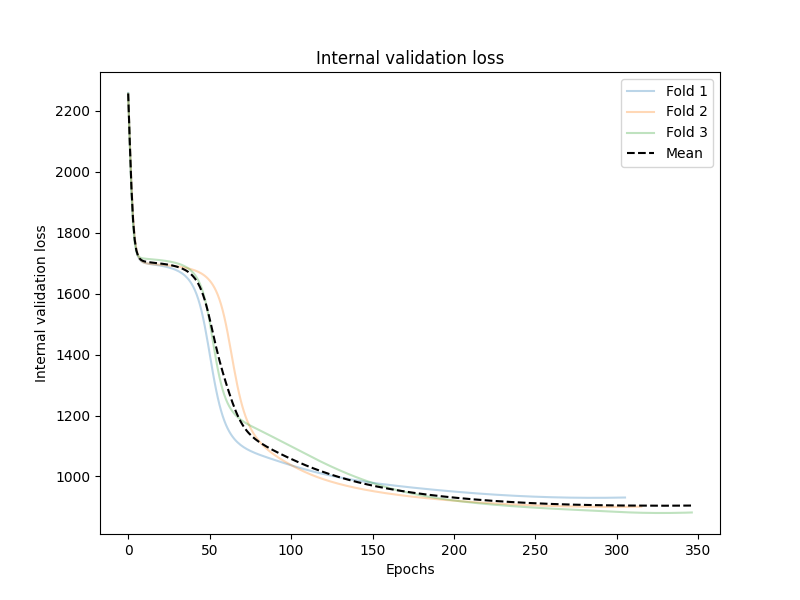 Internal validation loss
Fold 1
Fold 2
Fold 3
Mean
Internal validation loss
2200
2000
1800
1600
1400
1200
1000
0 50 100 150 200 250 300 350
Epochs